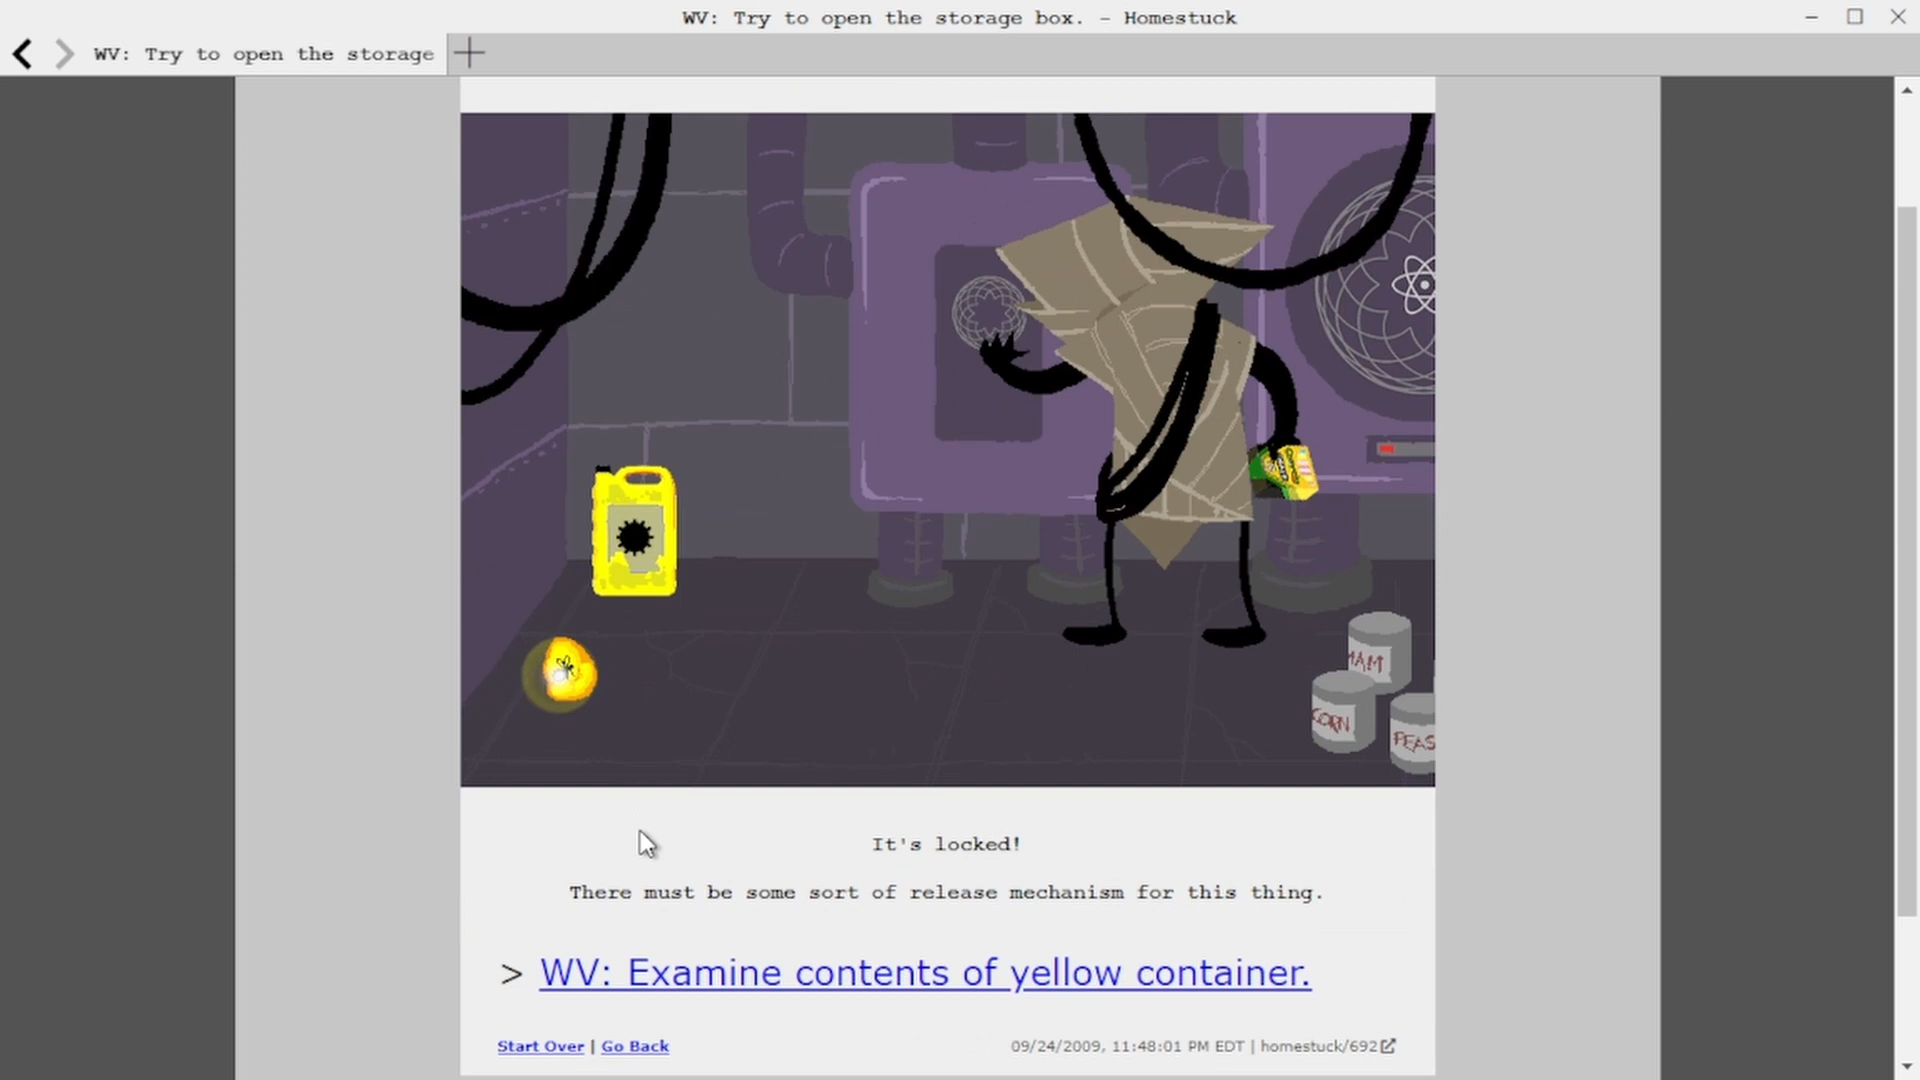 WV: Try to open the storage box. - Homestuck
WV: Try to open the storage
HAM
CORN
PEAS
It's locked!
There must be some sort of release mechanism for this thing.
> WV: Examine contents of yellow container.
Start Over | Go Back
09/24/2009, 11:48:01 PM EDT | homestuck/692